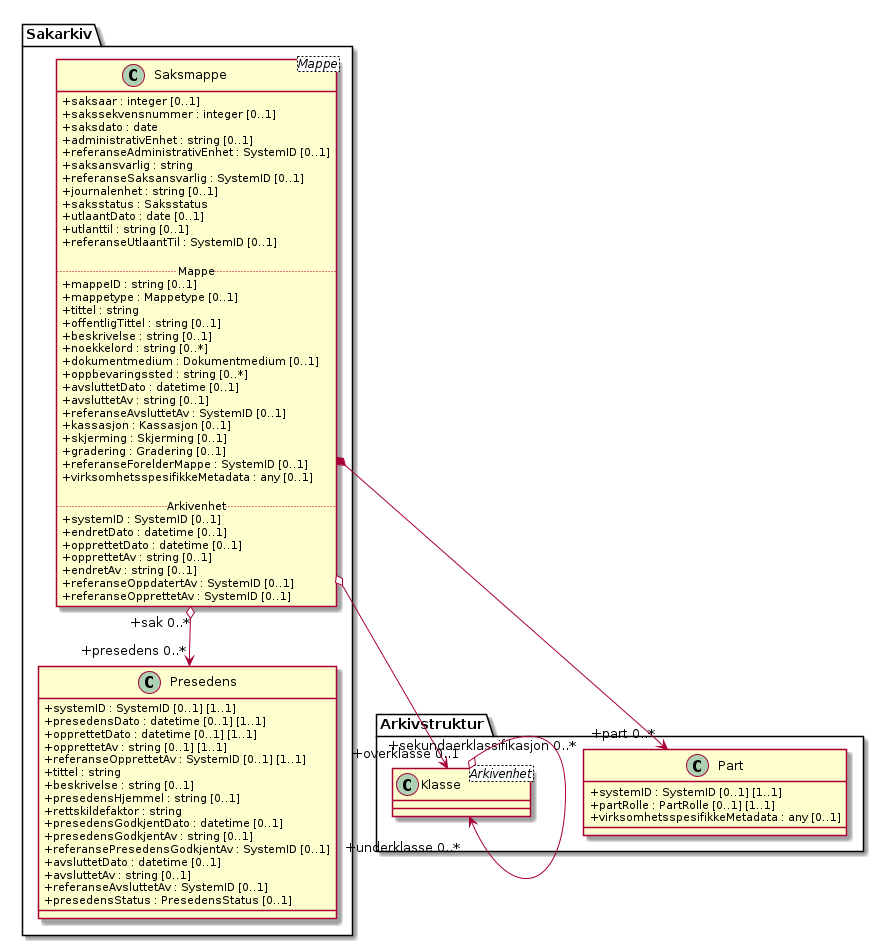 Sakarkiv
Mappe
C Saksmappe
+saksaar : integer [0..1]
+sakssekvensnummer : integer [0..1]
+saksdato : date
+administrativEnhet : string [0..1]
+referanseAdministrativEnhet : SystemID [0..1]
+saksansvarlig : string
+referanseSaksansvarlig : SystemID [0..1]
+journalenhet : string [0..1]
+saksstatus : Saksstatus
+utlaantDato : date [0..1]
+utlanttil : string [0..1]
+referanseUtlaantTil : SystemID [0..1]
Mappe
+mappeID : string [0..1]
+mappetype : Mappetype [0..1]
+tittel : string
+offentligTittel : string [0..1]
+beskrivelse : string [0..1]
+noekkelord : string [0..*]
+dokumentmedium : Dokumentmedium [0..1]
+oppbevaringssted : string [0..*]
+avsluttetDato : datetime [0..1]
+avsluttetAv : string [0..1]
+referanseAvsluttetAv : SystemID [0..1]
+kassasjon : Kassasjon [0..1]
+skjerming : Skjerming [0..1]
+gradering : Gradering [0..1]
+referanseForelderMappe : SystemID [0..1]
+virksomhetsspesifikkeMetadata : any [0..1]
Arkivenhet
+systemID : SystemID [0..1]
+endretDato : datetime [0..1]
+opprettetDato : datetime [0..1]
+opprettetAv : string [0..1]
+endretAv : string [0..1]
+referanseOppdatertAv : SystemID [0..1]
+referanseOpprettetAv : SystemID [0..1]
+sak 0..*
+presedens 0..*
C Presedens
+systemID : SystemID [0..1] [1..1]
+presedensDato : datetime [0..1] [1..1]
+opprettetDato : datetime [0..1] [1..1]
+opprettetAv : string [0..1] [1..1]
+referanseOpprettetAv : SystemID [0..1] [1..1]
+tittel : string
+beskrivelse : string [0..1]
+presedensHjemmel : string [0..1]
+rettskildefaktor : string
+presedensGodkjentDato : datetime [0..1]
+presedensGodkjentAv : string [0..1]
+referansePresedensGodkjentAv : SystemID [0..1]
+avsluttetDato : datetime [0..1]
+avsluttetAv : string [0..1]
+referanseAvsluttetAv : SystemID [0..1]
+presedensStatus : PresedensStatus [0..1]
Arkivstruktur
+part 0..*
+sekundaerklassifikasjon 0..*
+overklasse 0..1
Arkivenhet
C Klasse
+underklasse 0..*
C Part
+systemID : SystemID [0..1] [1..1]
+partRolle : PartRolle [0..1] [1..1]
+virksomhetsspesifikkeMetadata : any [0..1]